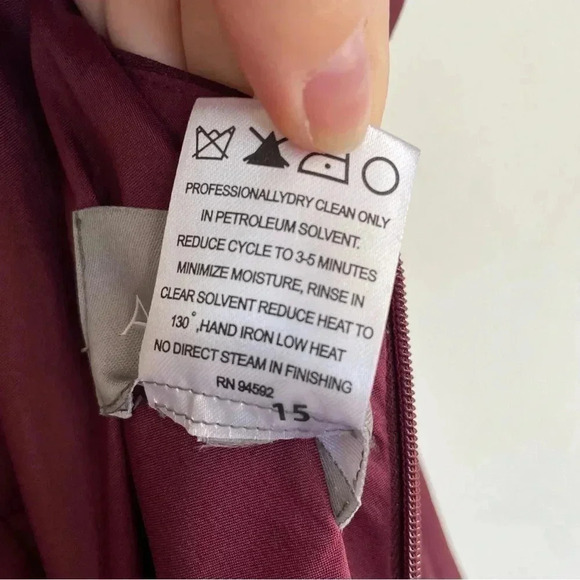 PROFESSIONALLYDRY CLEAN ONLY
IN PETROLEUM SOLVENT.
REDUCE CYCLE TO 3-5 MINUTES
MINIMIZE MOISTURE, RINSE IN
CLEAR SOLVENT REDUCE HEAT TO
130°,HAND IRON LOW HEAT
NO DIRECT STEAM IN FINISHING
RN 94592
15
A